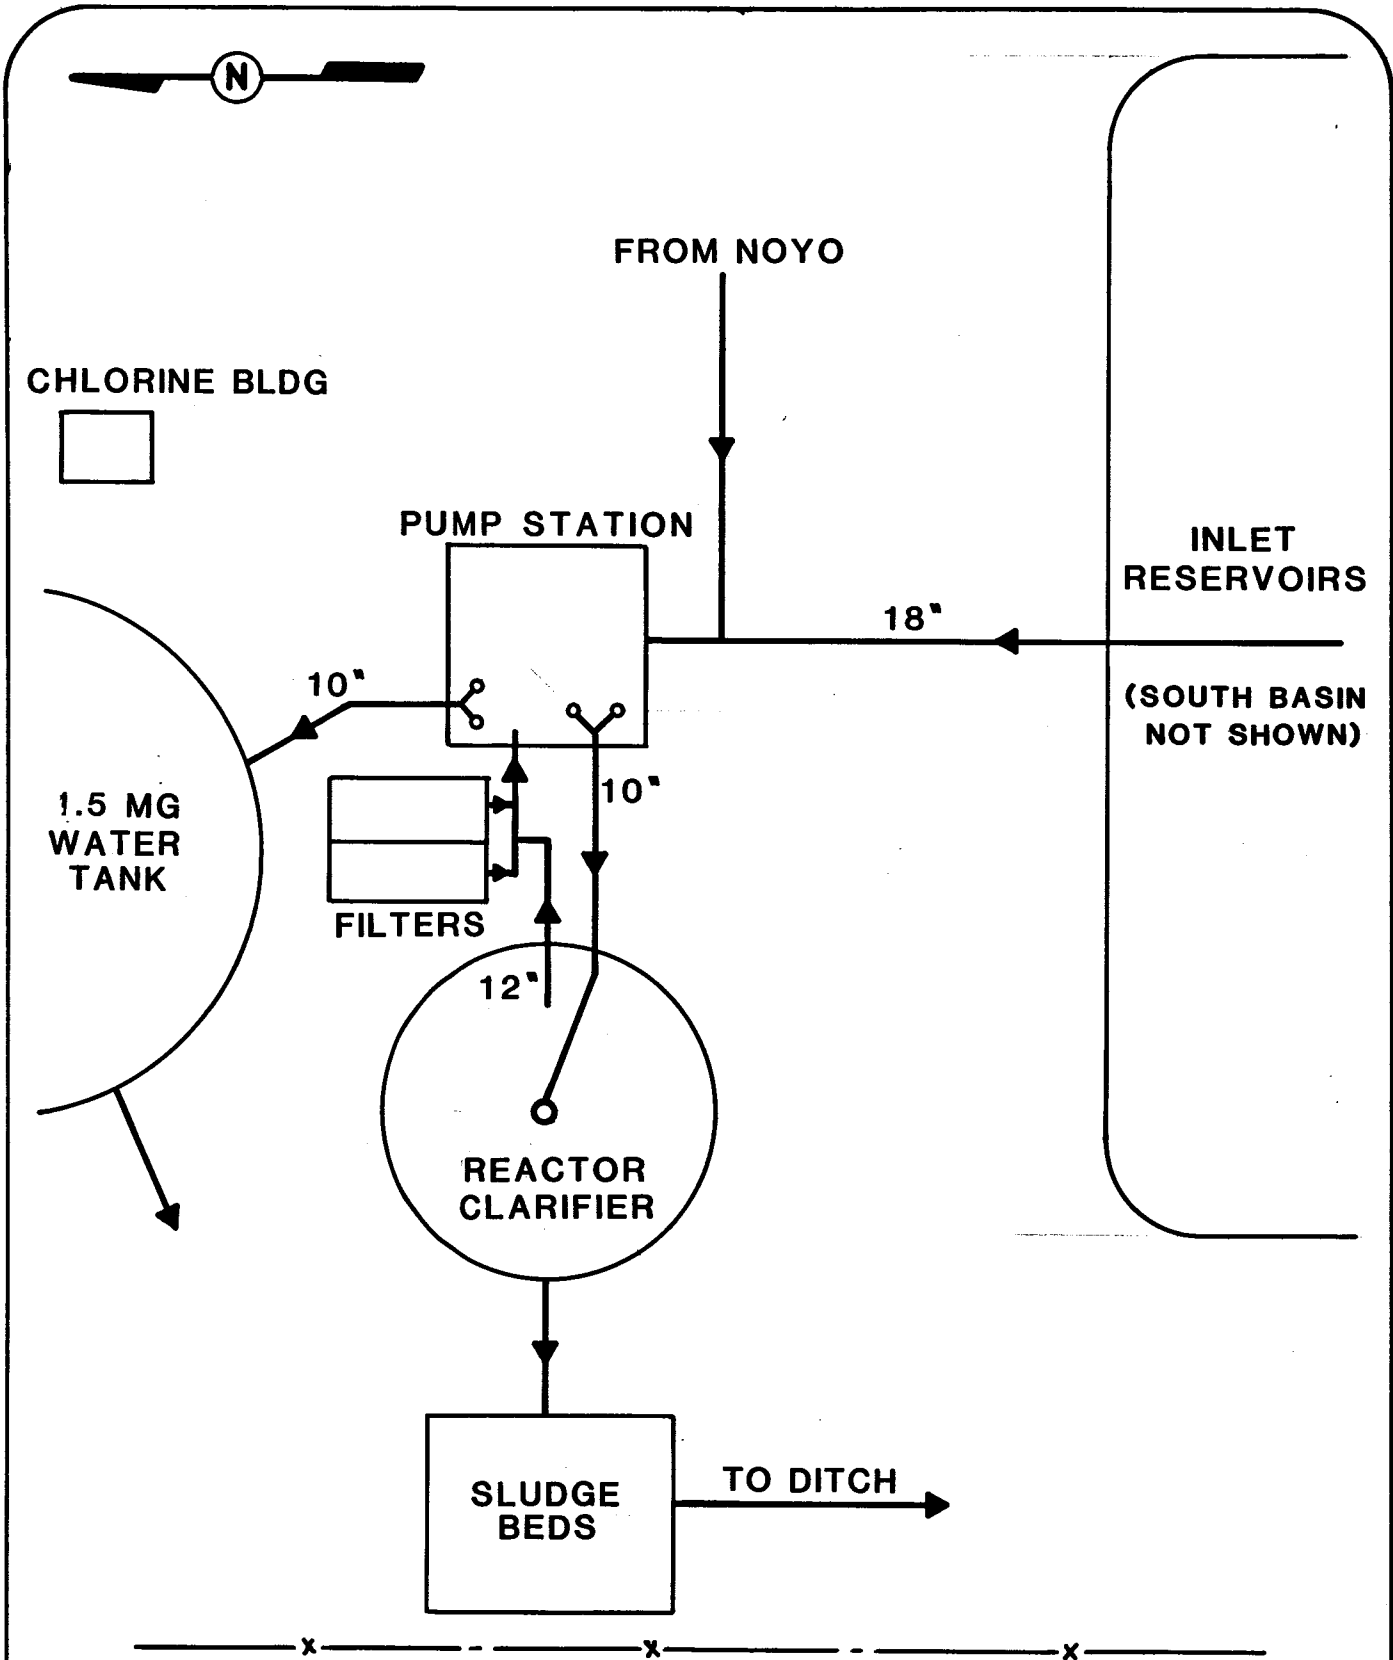 N
FROM NOYO
CHLORINE BLDG
PUMP STATION
INLET
RESERVOIRS
18"
10"
(SOUTH BASIN
NOT SHOWN)
10"
1.5 MG
WATER
TANK
FILTERS
12"
REACTOR
CLARIFIER
TO DITCH
SLUDGE
BEDS
x x x